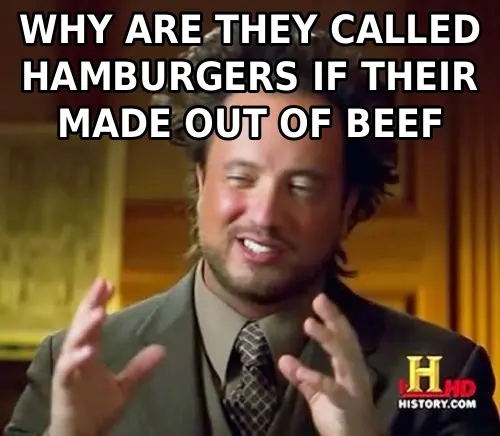 WHY ARE THEY CALLED
HAMBURGERS IF THEIR
MADE OUT OF BEEF
H HD
HISTORY.COM